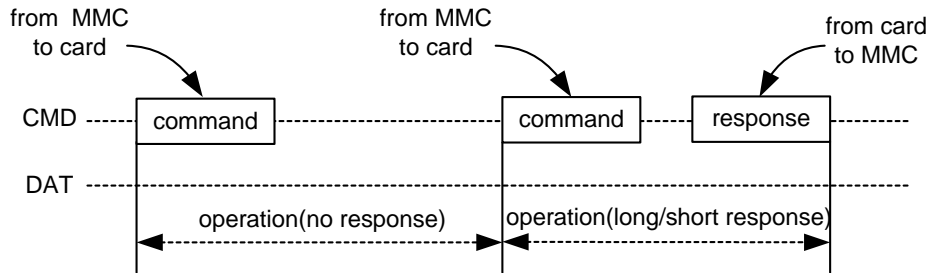 from MMC
to card
from MMC
to card
from card
to MMC
CMD
command
command
response
DAT
operation(no response)
operation(long/short response)